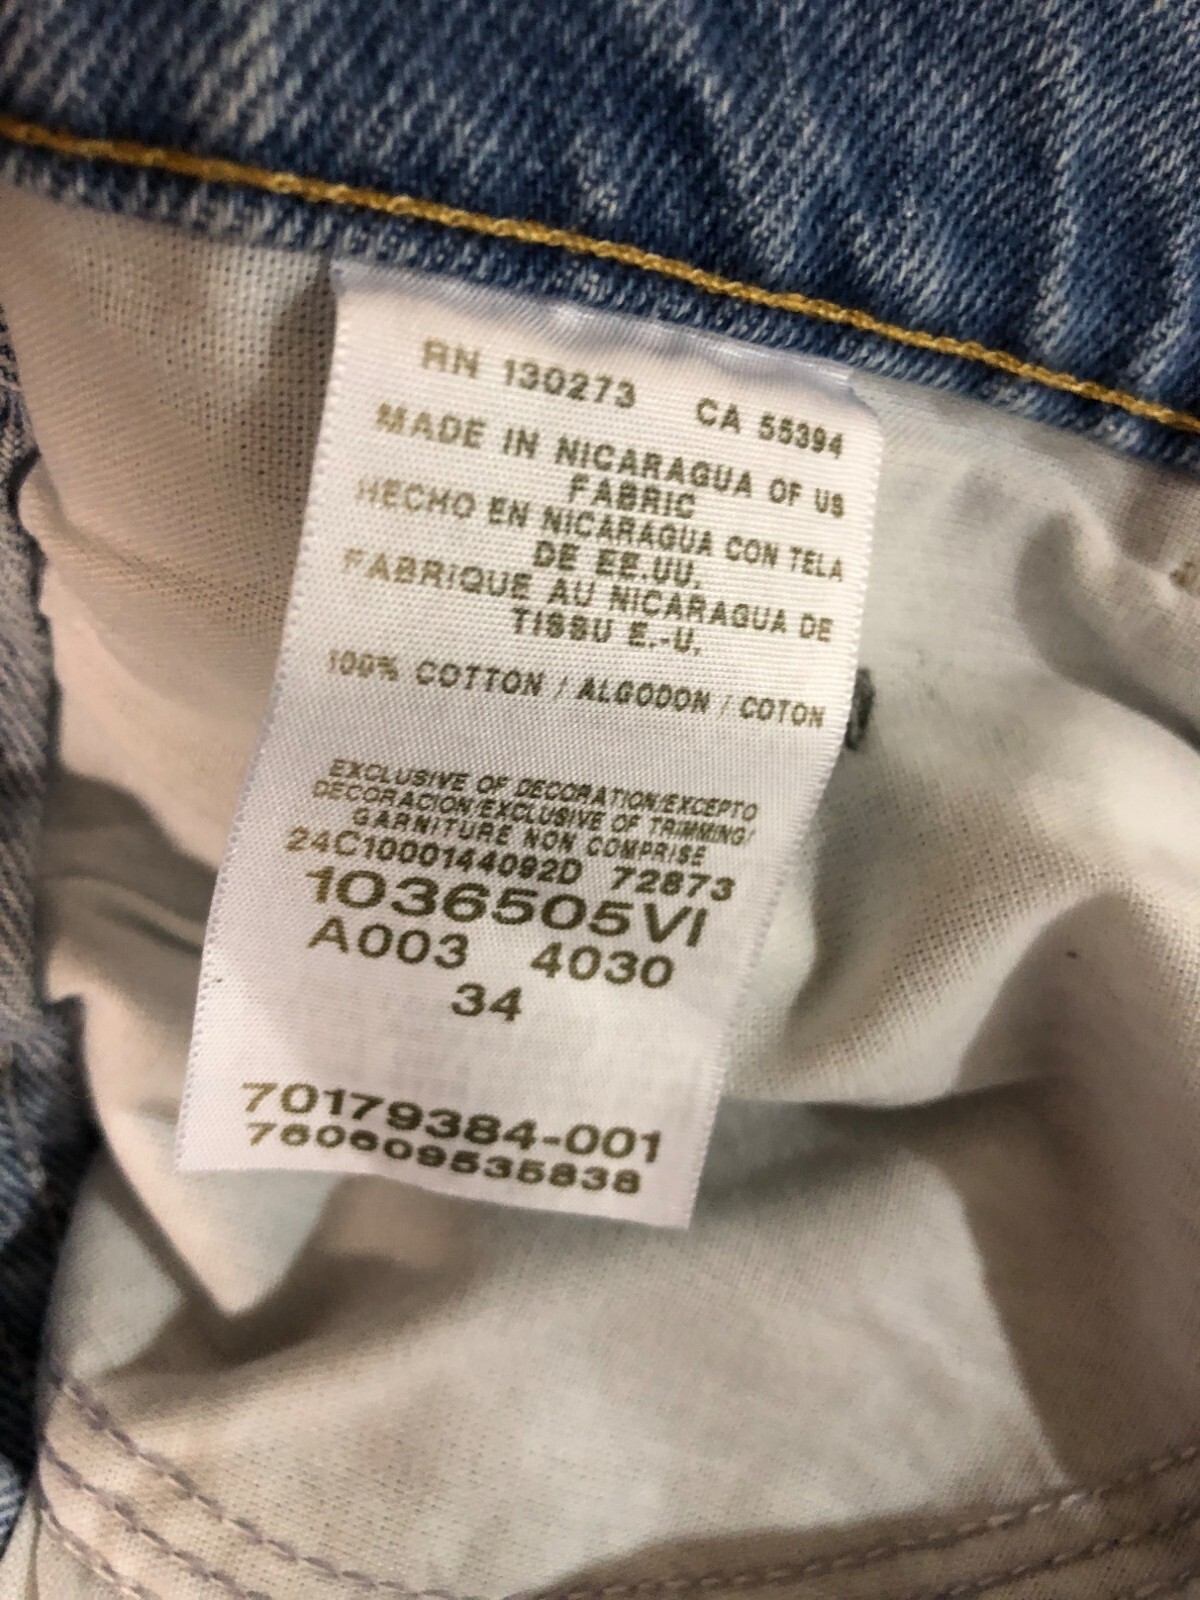 RN 130273 CA 55394
MADE IN NICARAGUA OF US
FABRIC
HECHO EN NICARAGUA CON TELA
DE EE.UU.
FABRIQUE AU NICARAGUA DE
TISSU E.-U.
100% COTTON / ALGODON / COTON
EXCLUSIVE OF DECORATION/EXCEPTO
DECORACION/EXCLUSIVE OF TRIMMING/
GARNITURE NON COMPRISE
24C1000144092D 72873
1036505VI
A003 4030
34
70179384-001
760609535838